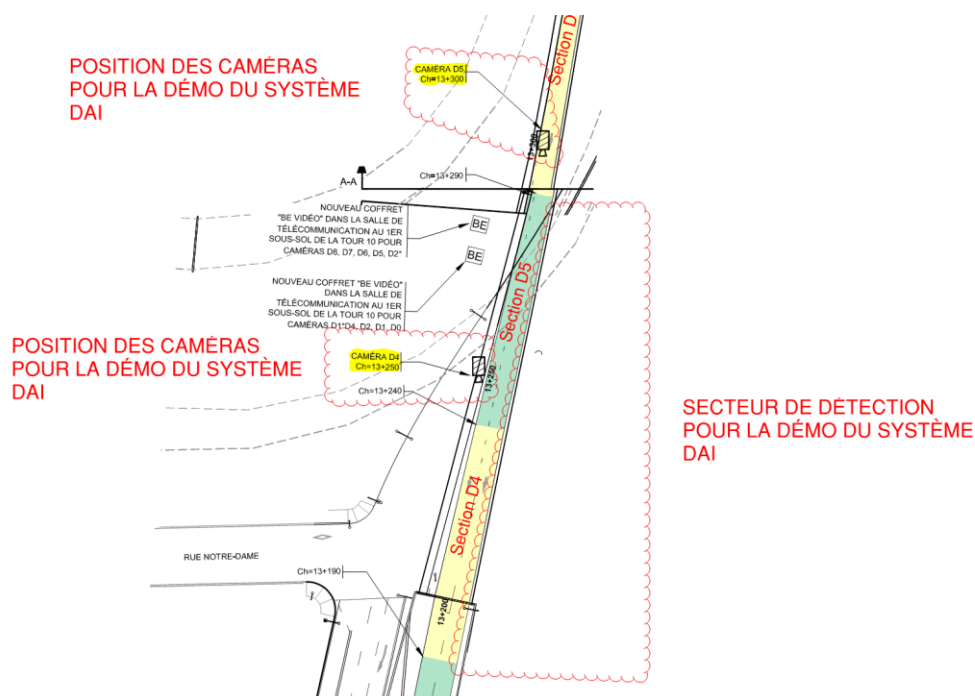 POSITION DES CAMÉRAS
POUR LA DÉMO DU SYSTÈME
DAI
CAMÉRA D5
Ch=13+300
Section D
13+300
A-A
Ch=13+290
NOUVEAU COFFRET
"BE VIDÉO" DANS LA SALLE DE
TÉLÉCOMMUNICATION AU 1ER
SOUS-SOL DE LA TOUR 10 POUR
CAMÉRAS D8, D7, D6, D5, D2*
BE
BE
Section D5
NOUVEAU COFFRET "BE VIDÉO"
DANS LA SALLE DE
TÉLÉCOMMUNICATION AU 1ER
SOUS-SOL DE LA TOUR 10 POUR
CAMÉRAS D1*D4, D2, D1, D0
POSITION DES CAMÉRAS
POUR LA DÉMO DU SYSTÈME
DAI
CAMÉRA D4
Ch=13+250
13+250
Ch=13+240
SECTEUR DE DÉTECTION
POUR LA DÉMO DU SYSTÈME
DAI
Section D4
RUE NOTRE-DAME
Ch=13+190
13+200